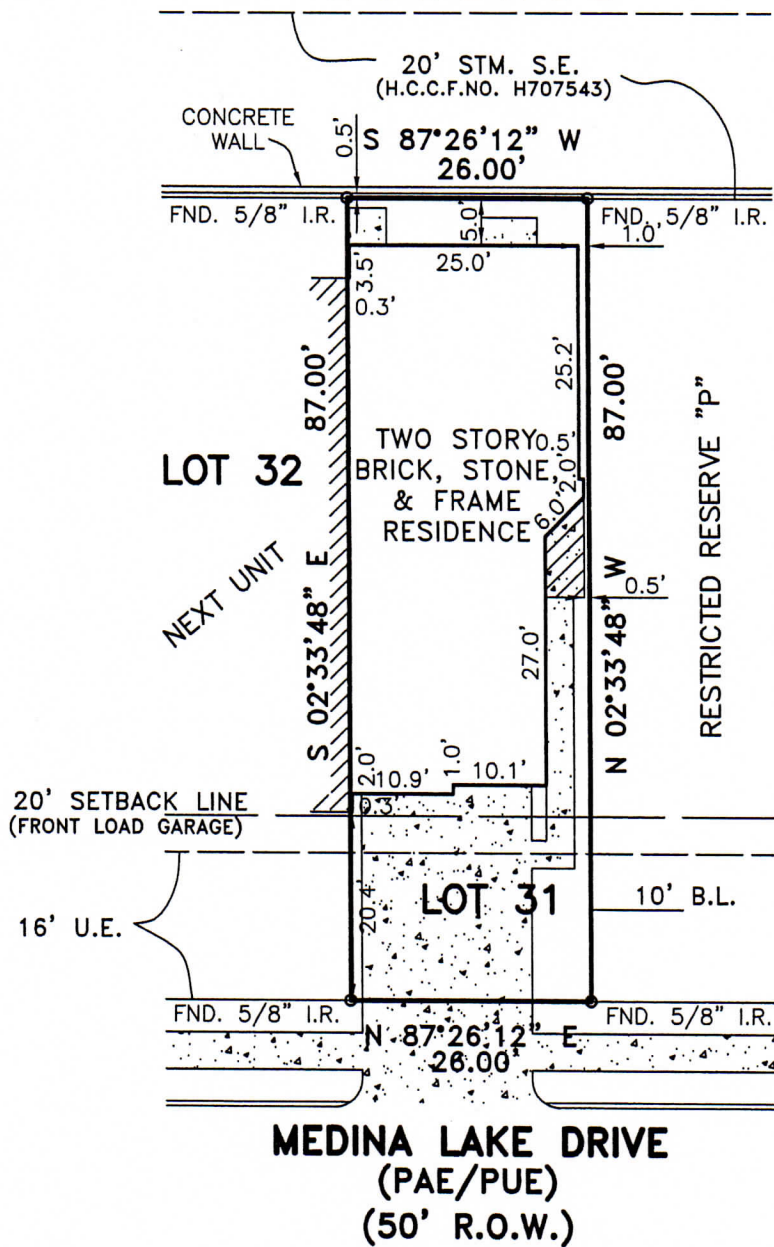 20' STM. S.E.
(H.C.C.F.NO. H707543)
CONCRETE
WALL
0.5'
S 87°26'12" W
26.00'
FND. 5/8" I.R.
FND. 5/8" I.R.
5.0'
1.0'
25.0'
3.5'
0.3'
25.2'
87.00'
87.00'
LOT 32
TWO STORY
BRICK, STONE,
& FRAME
RESIDENCE
0.5'
2.0'
6.0'
RESTRICTED RESERVE "P"
NEXT UNIT
S 02°33'48" E
N 02°33'48" W
0.5'
27.0'
2.0'
10.9'
1.0'
10.1'
0.3'
20' SETBACK LINE
(FRONT LOAD GARAGE)
20.4'
LOT 31
10' B.L.
16' U.E.
FND. 5/8" I.R.
FND. 5/8" I.R.
N 87°26'12" E
26.00'
MEDINA LAKE DRIVE
(PAE/PUE)
(50' R.O.W.)